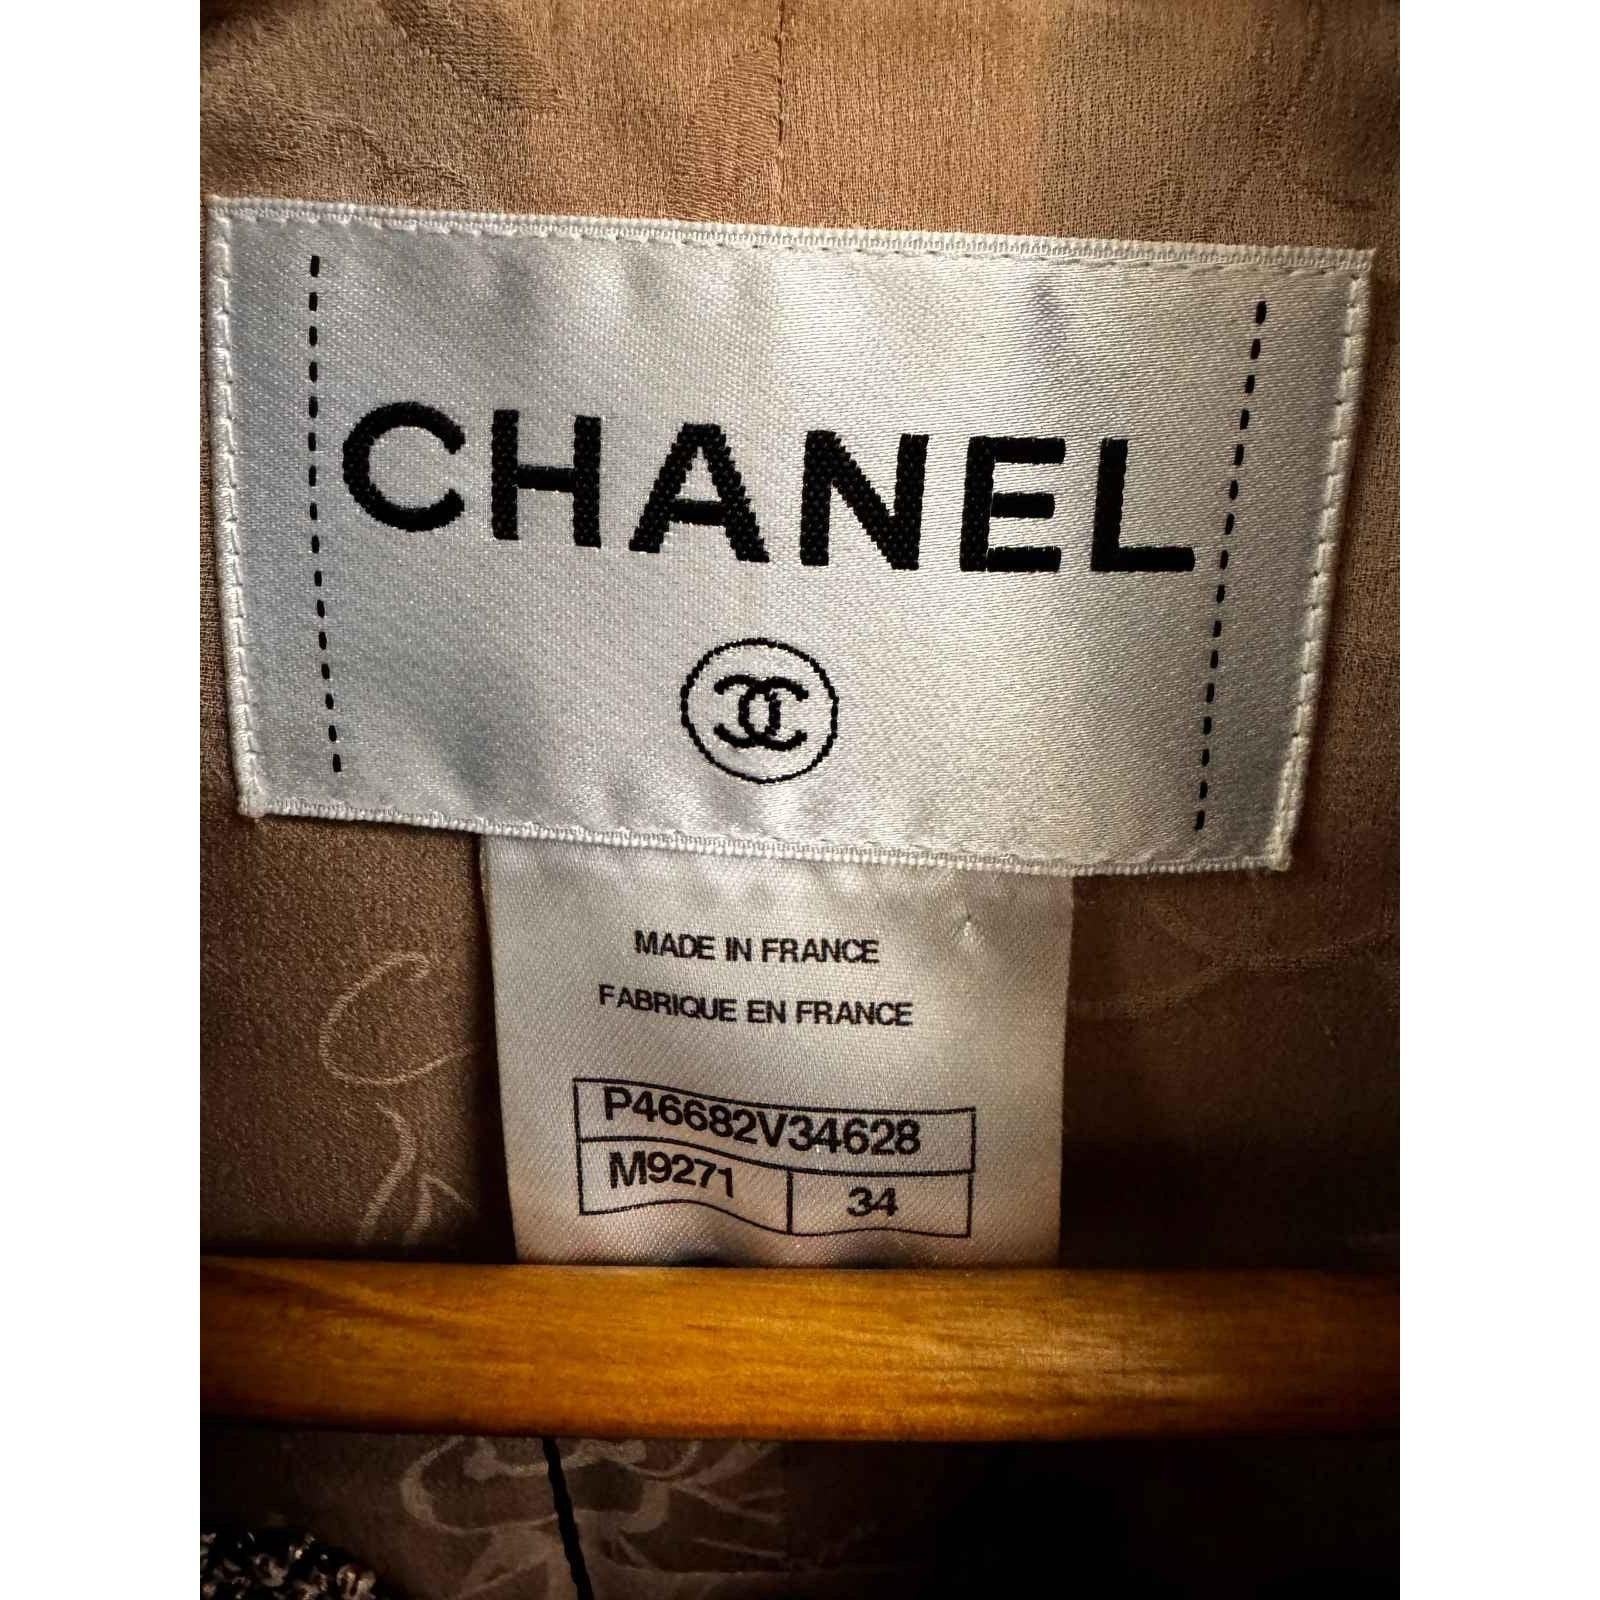 CHANEL
MADE IN FRANCE
FABRIQUE EN FRANCE
P46682V34628
M9271 34